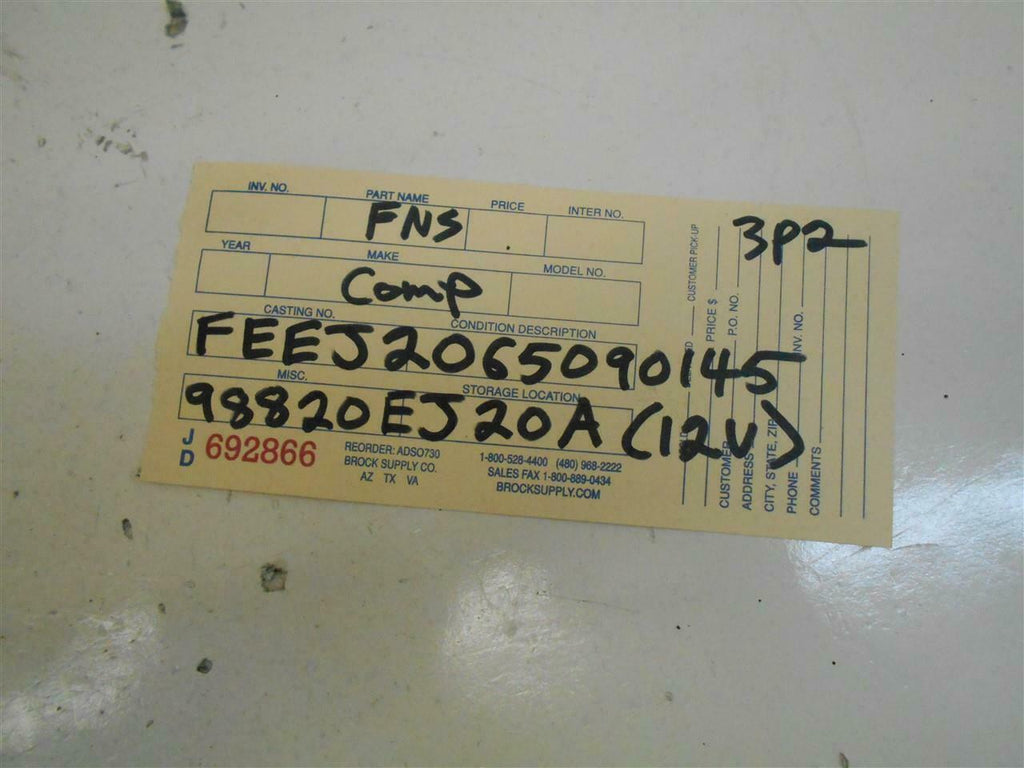 INV. NO. PART NAME PRICE INTER NO.
FNS
YEAR MAKE MODEL NO.
Comp
CASTING NO. CONDITION DESCRIPTION
FEEJ2065090145
MISC. STORAGE LOCATION
98820EJ20A (12V)
JD 692866
REORDER: ADSO730
BROCK SUPPLY CO.
AZ TX VA
1-800-528-4400 (480) 968-2222
SALES FAX 1-800-889-0434
BROCKSUPPLY.COM
3P2
CUSTOMER PICK-UP
PRICE $
P.O. NO.
INV. NO.
CUSTOMER
ADDRESS
CITY, STATE, ZIP
PHONE
COMMENTS